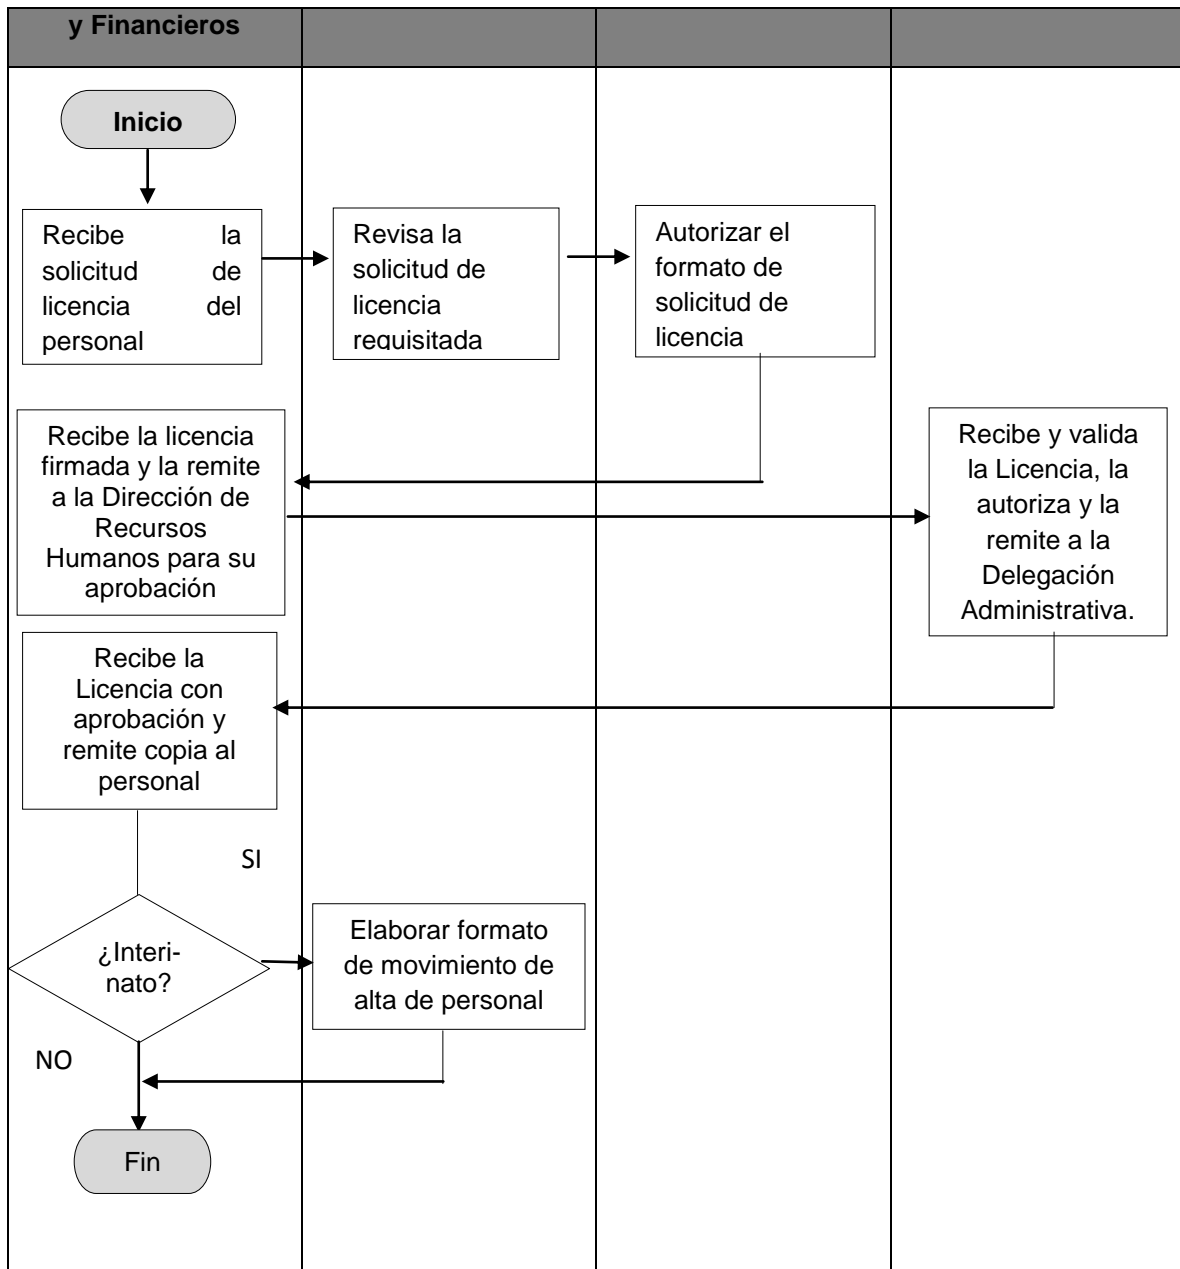 y Financieros
Inicio
Recibe la
solicitud de
licencia del
personal
Revisa la
solicitud de
licencia
requisitada
Autorizar el
formato de
solicitud de
licencia
Recibe la licencia
firmada y la remite
a la Dirección de
Recursos
Humanos para su
aprobación
Recibe y valida
la Licencia, la
autoriza y la
remite a la
Delegación
Administrativa.
Recibe la
Licencia con
aprobación y
remite copia al
personal
SI
¿Interi-
nato?
Elaborar formato
de movimiento de
alta de personal
NO
Fin